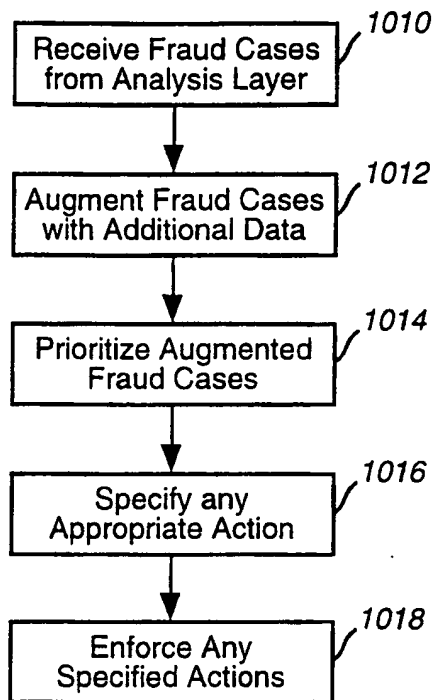 1010
Receive Fraud Cases
from Analysis Layer
1012
Augment Fraud Cases
with Additional Data
1014
Prioritize Augmented
Fraud Cases
1016
Specify any
Appropriate Action
1018
Enforce Any
Specified Actions